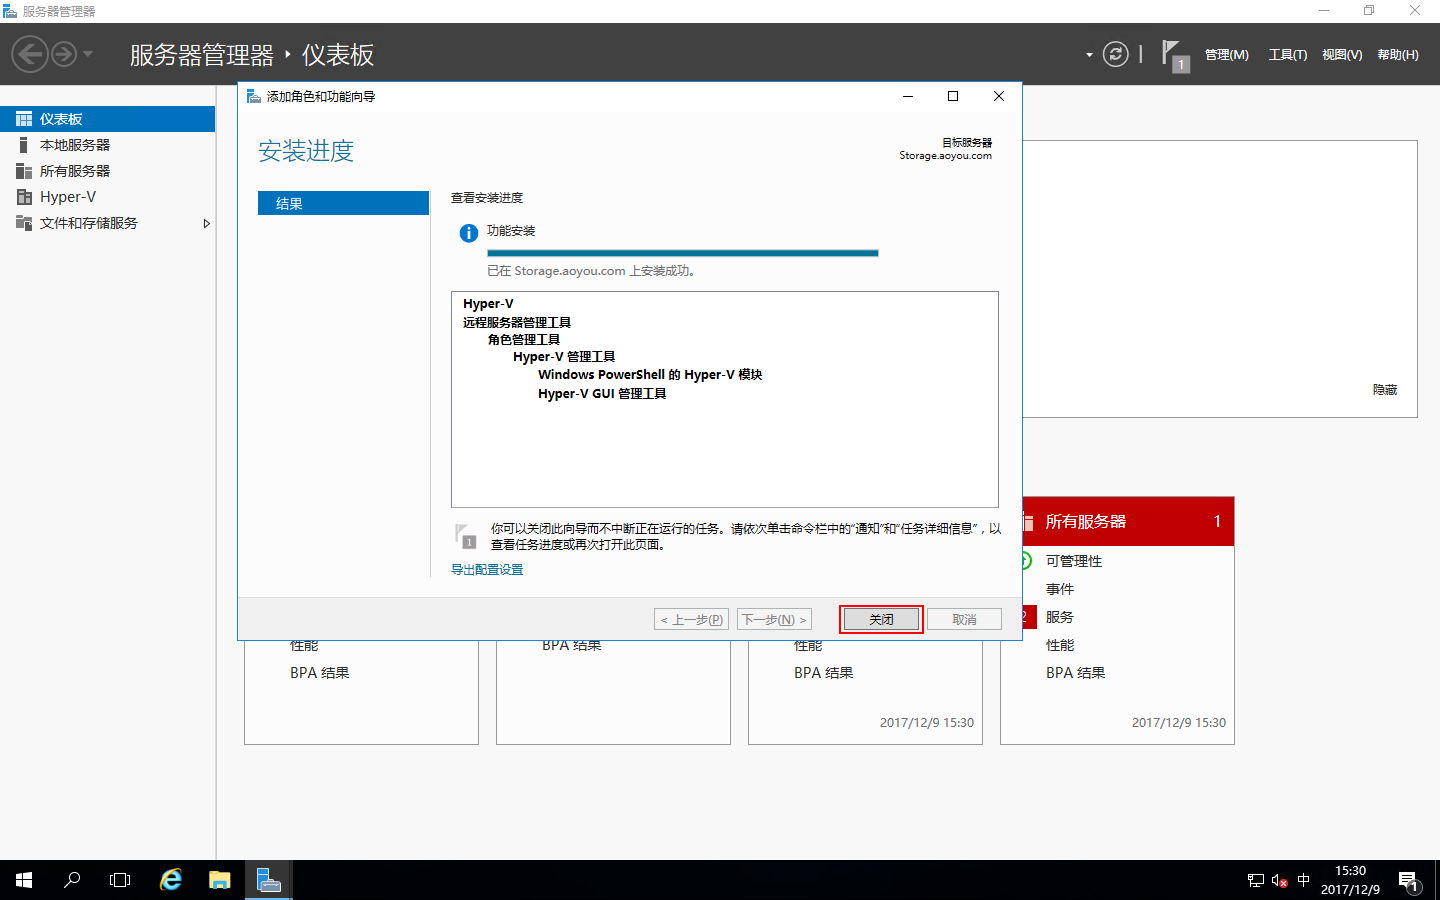 服务器管理器
服务器管理器 · 仪表板
1
管理(M)
工具(T)
视图(V)
帮助(H)
仪表板
本地服务器
所有服务器
Hyper-V
文件和存储服务
添加角色和功能向导
安装进度
目标服务器
Storage.aoyou.com
结果
查看安装进度
功能安装
已在 Storage.aoyou.com 上安装成功。
Hyper-V
远程服务器管理工具
角色管理工具
Hyper-V 管理工具
Windows PowerShell 的 Hyper-V 模块
Hyper-V GUI 管理工具
1
你可以关闭此向导而不中断正在运行的任务。请依次单击命令栏中的“通知”和“任务详细信息”，以
查看任务进度或再次打开此页面。
导出配置设置
< 上一步(P)
下一步(N) >
关闭
取消
隐藏
性能
BPA 结果
BPA 结果
性能
BPA 结果
2017/12/9 15:30
所有服务器 1
可管理性
事件
2 服务
性能
BPA 结果
2017/12/9 15:30
中
15:30
2017/12/9
1